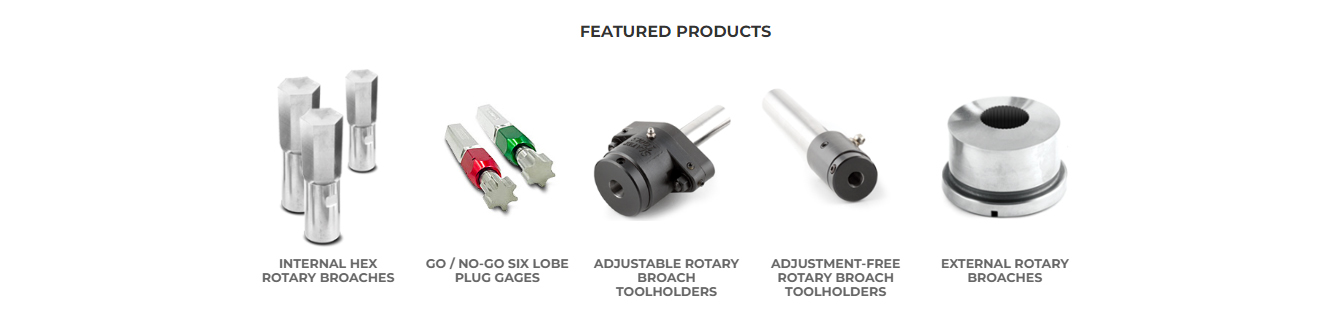 FEATURED PRODUCTS
INTERNAL HEX
ROTARY BROACHES
GO / NO-GO SIX LOBE
PLUG GAGES
ADJUSTABLE ROTARY
BROACH
TOOLHOLDERS
ADJUSTMENT-FREE
ROTARY BROACH
TOOLHOLDERS
EXTERNAL ROTARY
BROACHES